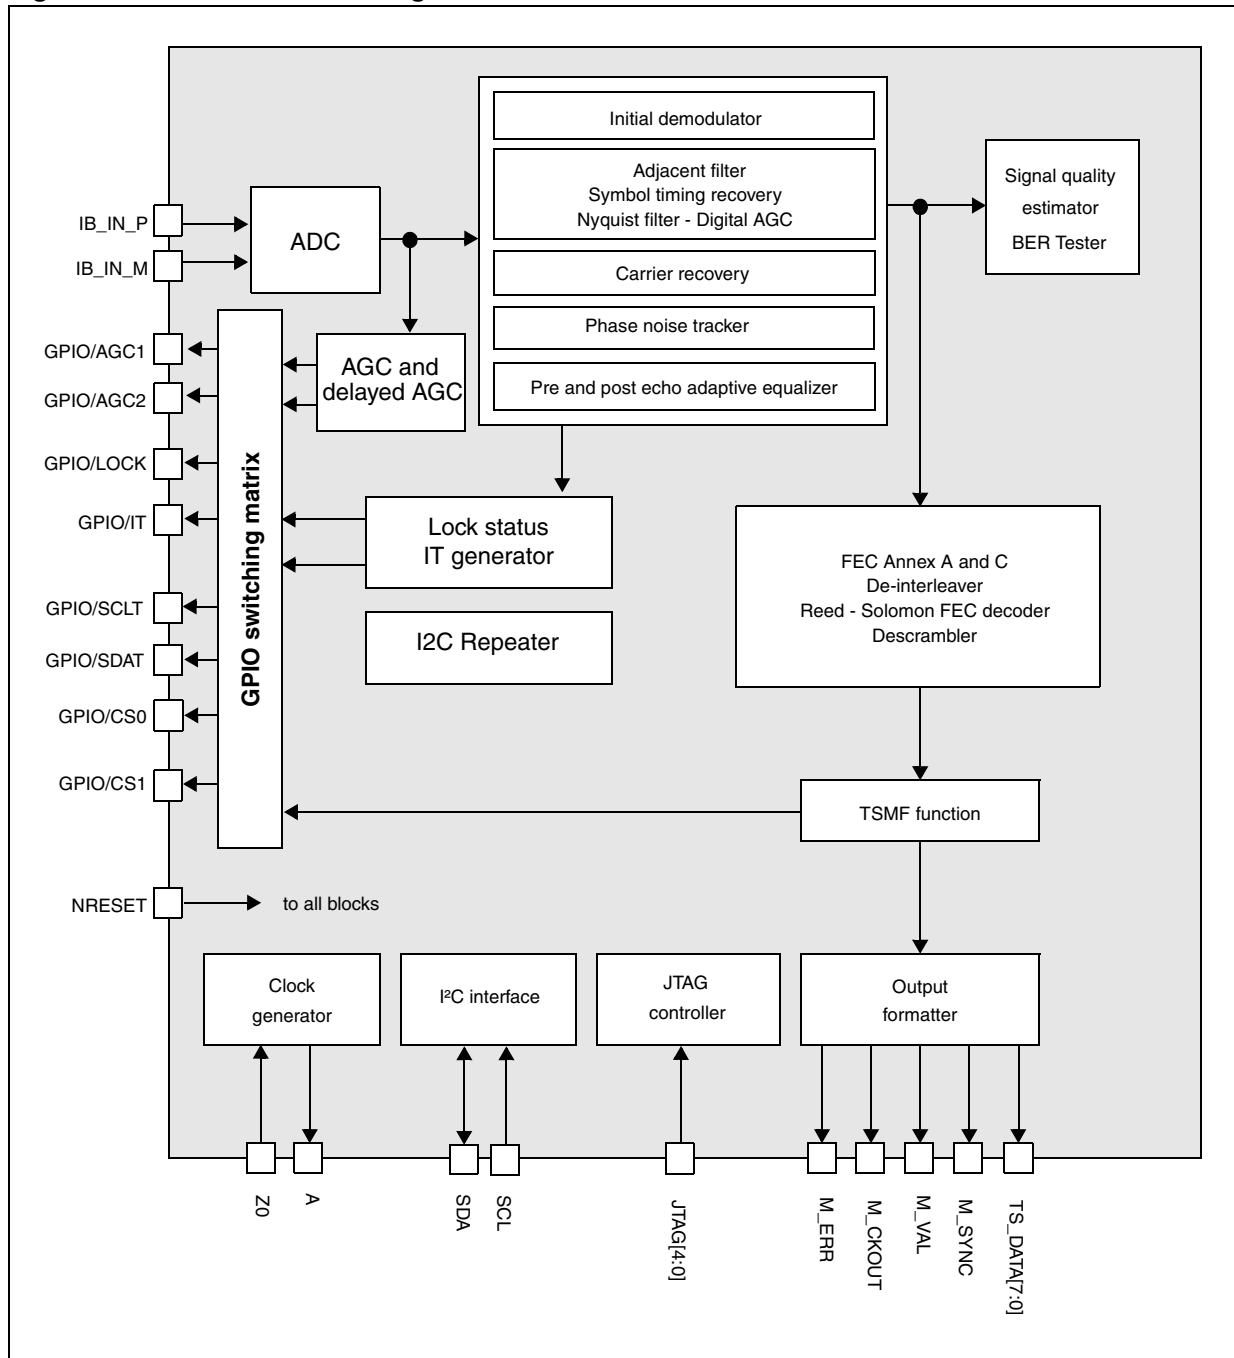 Initial demodulator
Adjacent filter
Symbol timing recovery
Nyquist filter - Digital AGC
Carrier recovery
Phase noise tracker
Pre and post echo adaptive equalizer
Signal quality
estimator
BER Tester
IB_IN_P
IB_IN_M
ADC
GPIO/AGC1
GPIO/AGC2
GPIO/LOCK
GPIO/IT
GPIO/SCLT
GPIO/SDAT
GPIO/CS0
GPIO/CS1
GPIO switching matrix
AGC and
delayed AGC
Lock status
IT generator
I2C Repeater
FEC Annex A and C
De-interleaver
Reed - Solomon FEC decoder
Descrambler
TSMF function
NRESET
to all blocks
Clock
generator
I²C interface
JTAG
controller
Output
formatter
Z0
A
SDA
SCL
JTAG[4:0]
M_ERR
M_CKOUT
M_VAL
M_SYNC
TS_DATA[7:0]